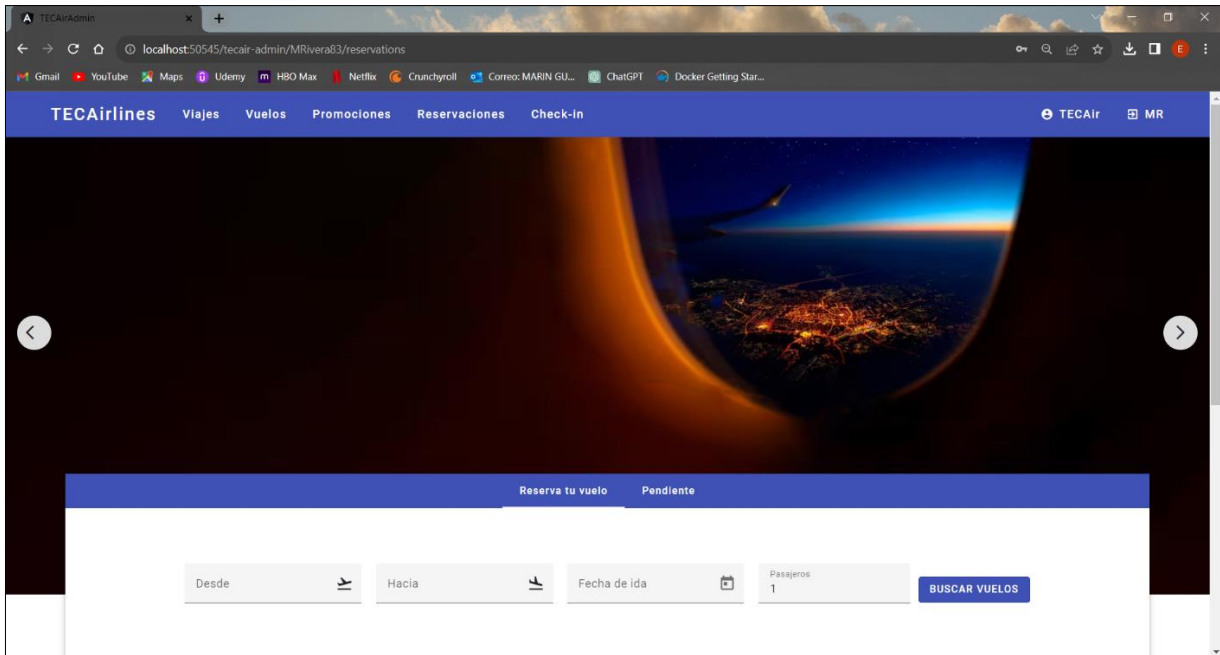 TECAirAdmin
localhost:50545/tecair-admin/MRivera83/reservations
E
Gmail YouTube Maps Udemy HBO Max Netflix Crunchyroll Correo: MARIN GU... ChatGPT Docker Getting Star...
TECAirlines Viajes Vuelos Promociones Reservaciones Check-in TECAir MR
Reserva tu vuelo Pendiente
Desde Hacia Fecha de ida Pasajeros
1
BUSCAR VUELOS